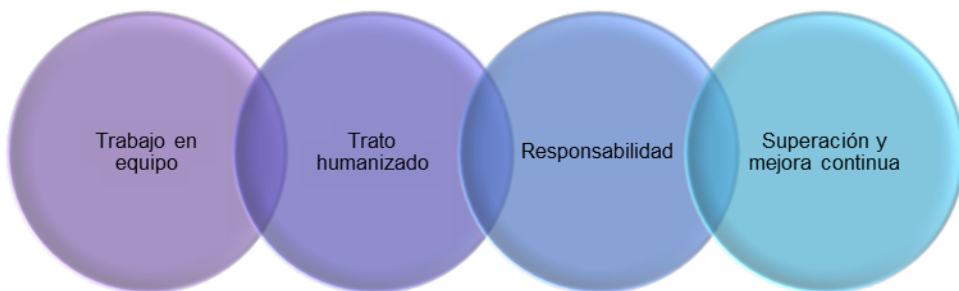 Trabajo en
equipo
Trato
humanizado
Responsabilidad
Superación y
mejora continua